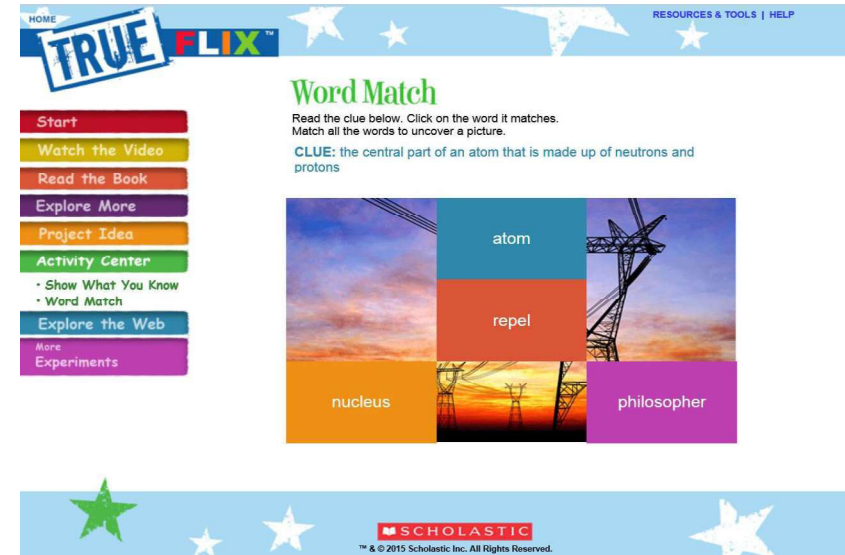 HOME
RESOURCES & TOOLS | HELP
TRUE FLIX™
Word Match
Read the clue below. Click on the word it matches.
Match all the words to uncover a picture.
CLUE: the central part of an atom that is made up of neutrons and
protons
Start
Watch the Video
Read the Book
Explore More
Project Idea
Activity Center
· Show What You Know
· Word Match
Explore the Web
More
Experiments
atom
repel
nucleus
philosopher
SCHOLASTIC
™ & © 2015 Scholastic Inc. All Rights Reserved.